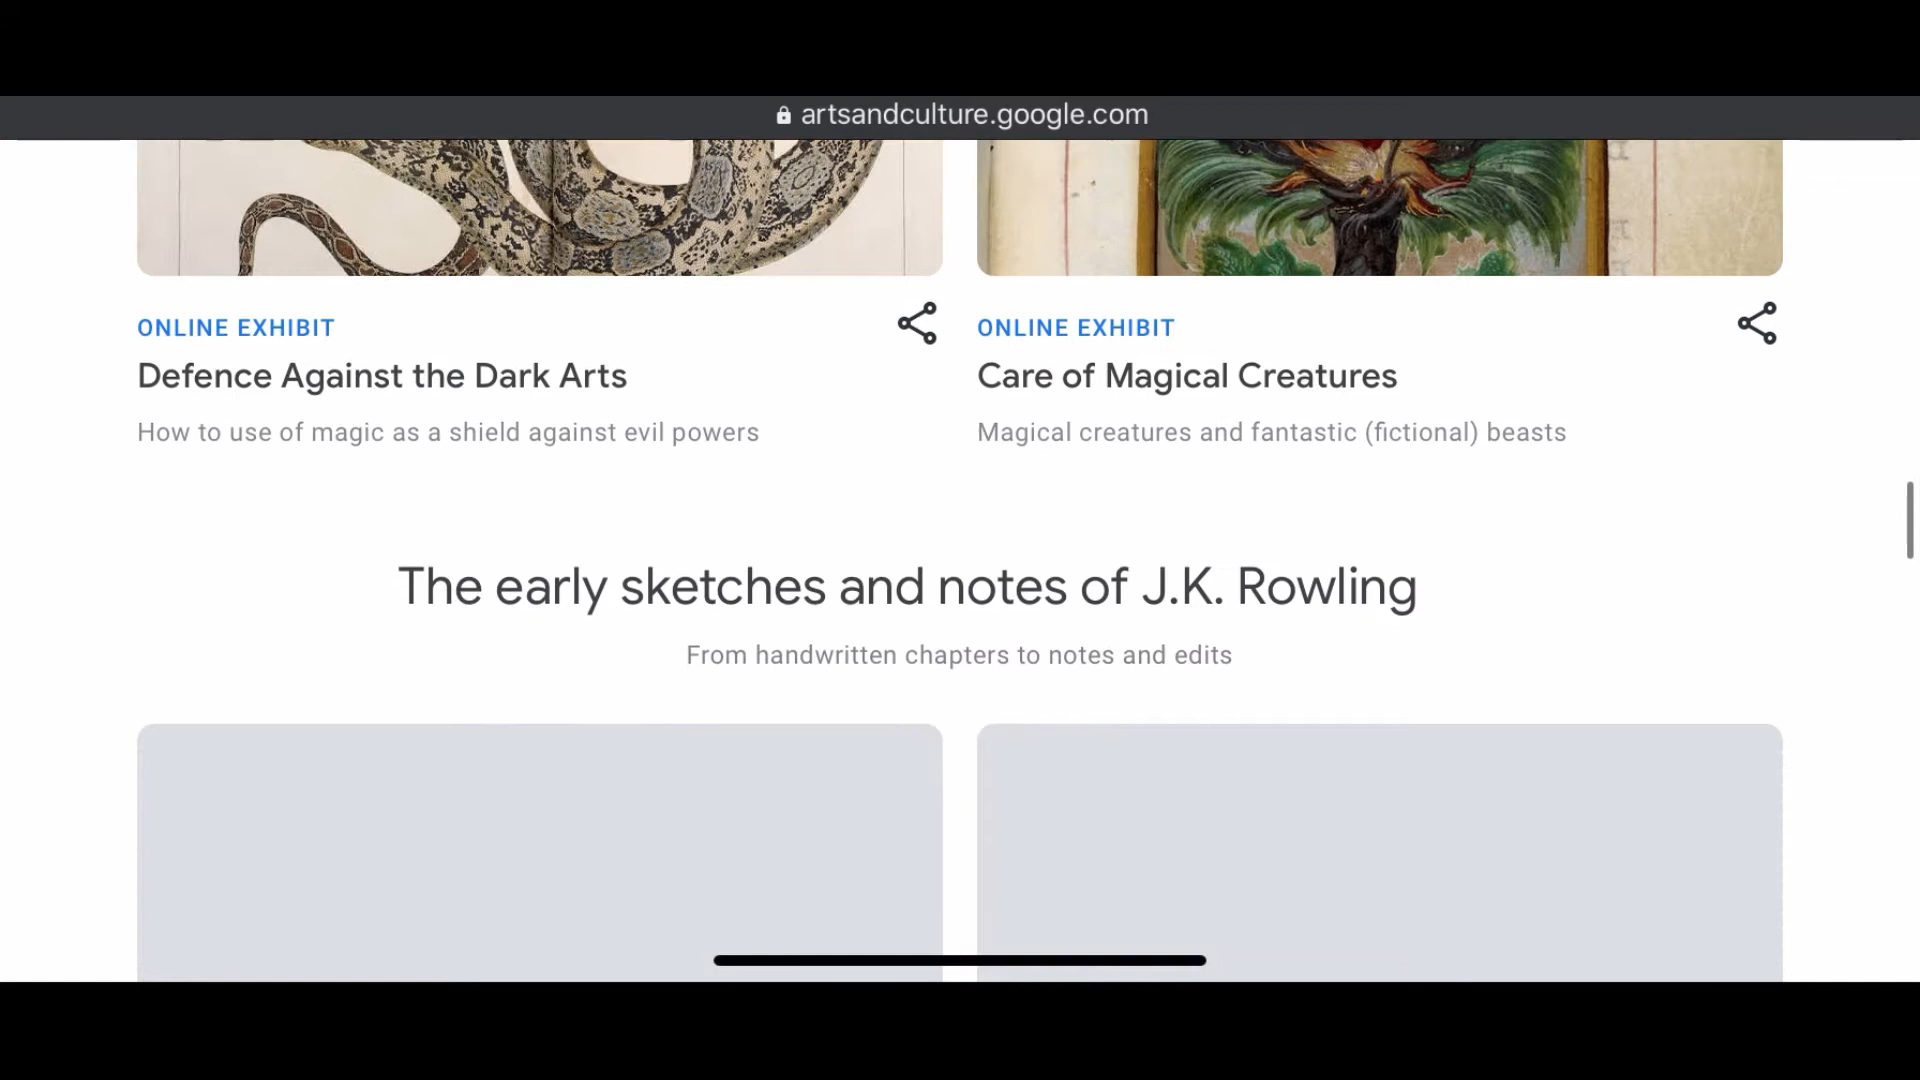 artsandculture.google.com
ONLINE EXHIBIT
Defence Against the Dark Arts
How to use of magic as a shield against evil powers
ONLINE EXHIBIT
Care of Magical Creatures
Magical creatures and fantastic (fictional) beasts
The early sketches and notes of J.K. Rowling
From handwritten chapters to notes and edits